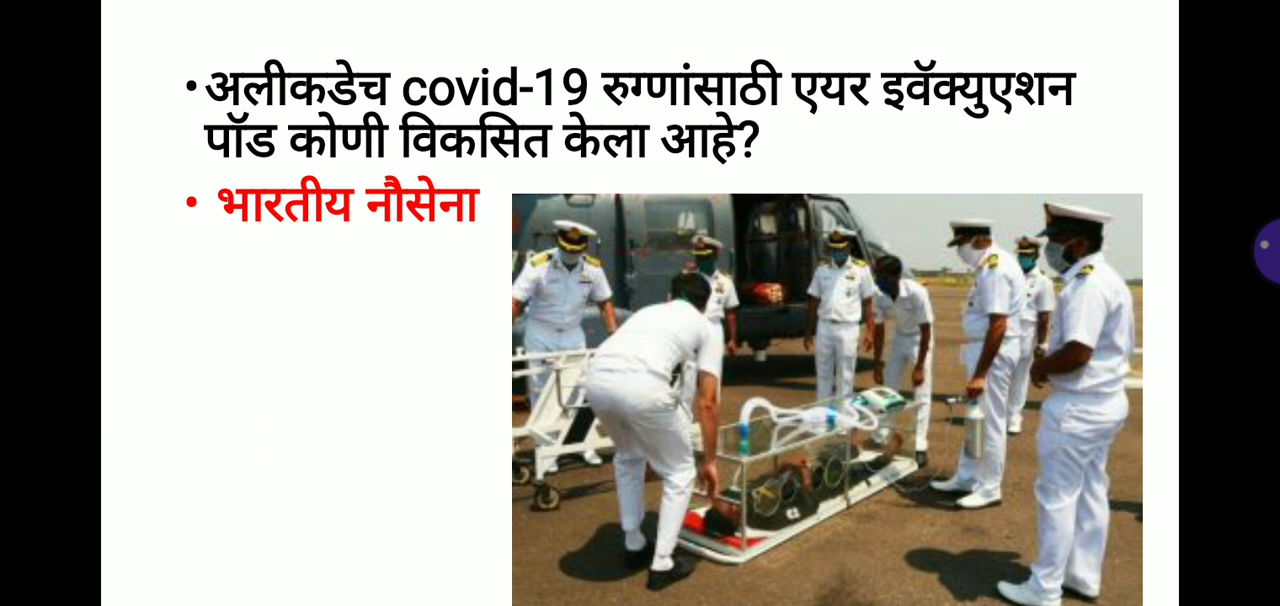 • अलीकडेच covid-19 रुग्णांसाठी एयर इवॅक्युएशन
पॉड कोणी विकसित केला आहे?
• भारतीय नौसेना